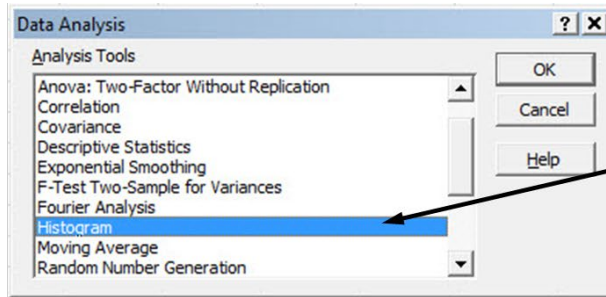 Data Analysis
? X
Analysis Tools
Anova: Two-Factor Without Replication
Correlation
Covariance
Descriptive Statistics
Exponential Smoothing
F-Test Two-Sample for Variances
Fourier Analysis
Histogram
Moving Average
Random Number Generation
OK
Cancel
Help